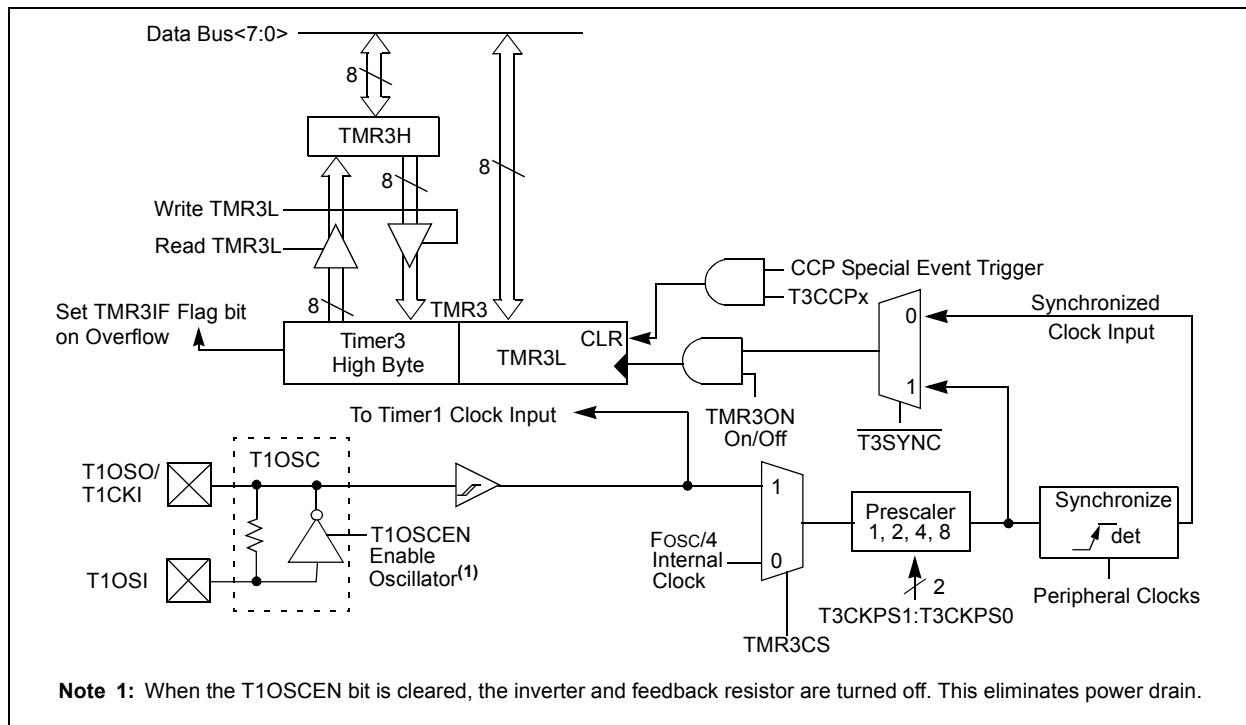 Data Bus<7:0>
8
TMR3H
8
8
Write TMR3L
Read TMR3L
CCP Special Event Trigger
T3CCPx
8
TMR3
Set TMR3IF Flag bit
on Overflow
Timer3
High Byte
TMR3L
CLR
0
1
Synchronized
Clock Input
To Timer1 Clock Input
TMR3ON
On/Off
T3SYNC
T1OSO/
T1CKI
T1OSC
T1OSI
T1OSCEN
Enable
Oscillator(1)
FOSC/4
Internal
Clock
1
0
Prescaler
1, 2, 4, 8
Synchronize
det
2
T3CKPS1:T3CKPS0
Peripheral Clocks
TMR3CS
Note 1: When the T1OSCEN bit is cleared, the inverter and feedback resistor are turned off. This eliminates power drain.